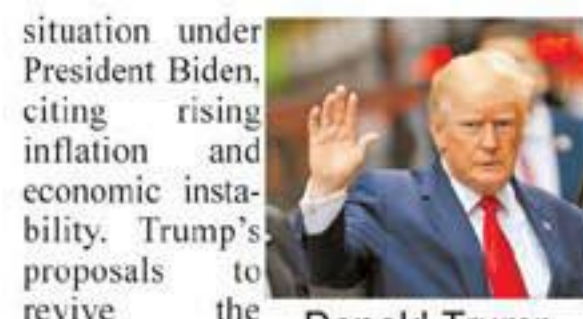 situation under
President Biden,
citing rising
inflation and
economic insta-
bility. Trump's
proposals to
revive the
Donald Trump